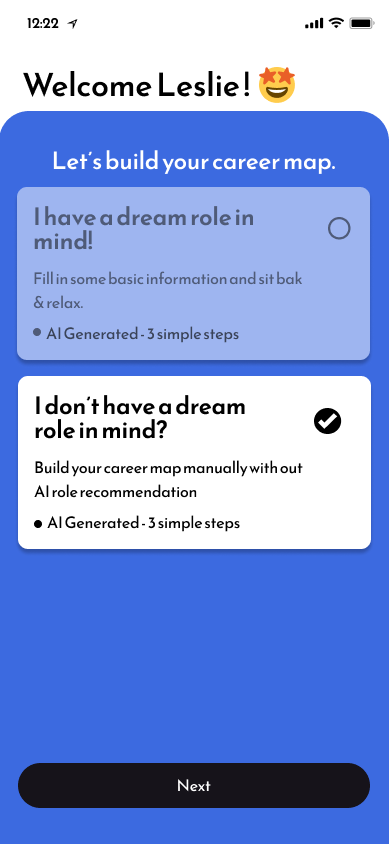 12:22
Welcome Leslie !
Let's build your career map.
I have a dream role in
mind!
Fill in some basic information and sit bak
& relax.
AI Generated - 3 simple steps
I don't have a dream
role in mind?
Build your career map manually with out
AI role recommendation
AI Generated - 3 simple steps
Next